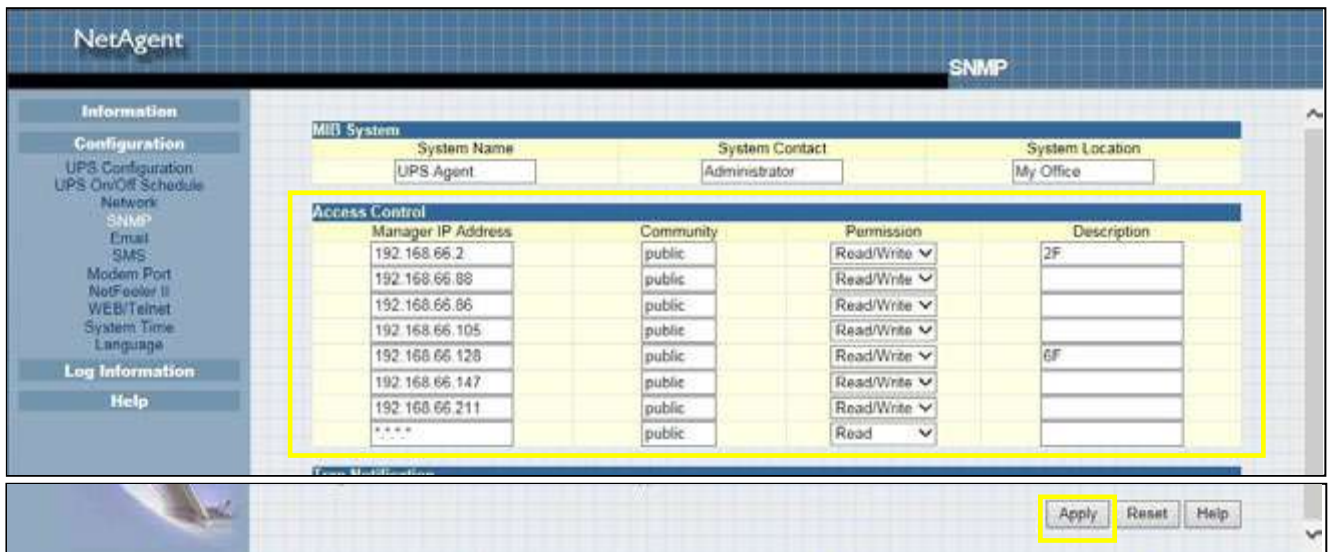 NetAgent
SNMP
Information
Configuration
UPS Configuration
UPS On/Off Schedule
Network
SNMP
Email
SMS
Modem Port
NetFeeler II
WEB/Telnet
System Time
Language
Log Information
Help
MIB System
System Name System Contact System Location
UPS Agent Administrator My Office
Access Control
Manager IP Address Community Permission Description
192.168.66.2 public Read/Write 2F
192.168.66.88 public Read/Write
192.168.66.86 public Read/Write
192.168.66.105 public Read/Write
192.168.66.128 public Read/Write 6F
192.168.66.147 public Read/Write
192.168.66.211 public Read/Write
*.*.*.* public Read
Trap Notification
Apply Reset Help